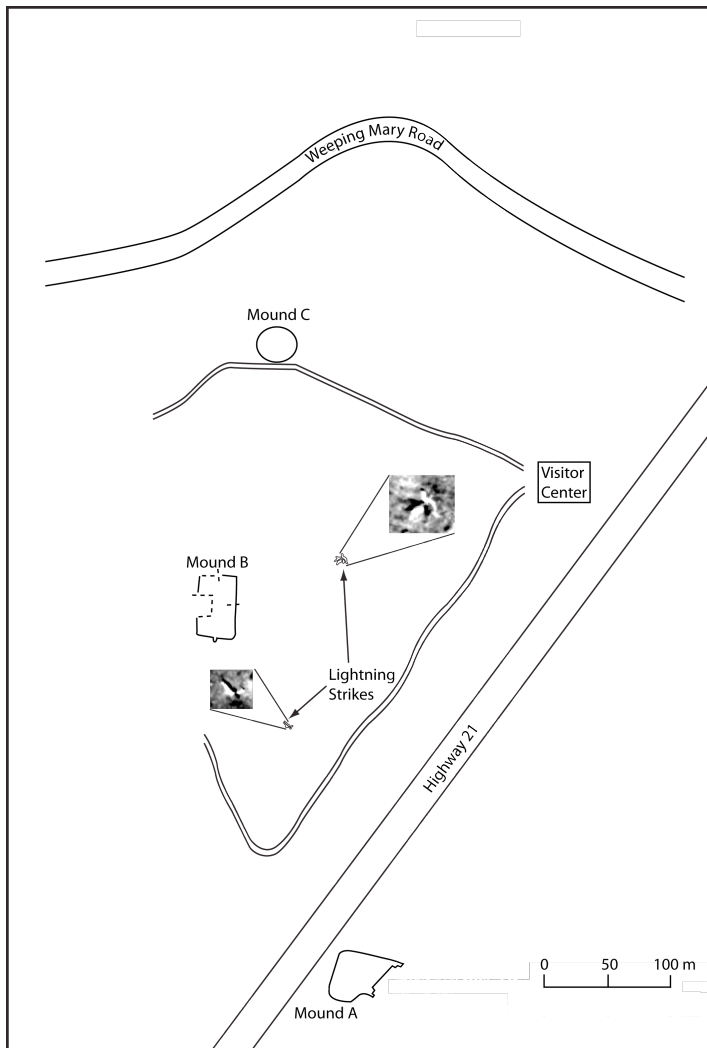 Weeping Mary Road
Mound C
Visitor
Center
Mound B
Lightning
Strikes
Highway 21
0 50 100 m
Mound A